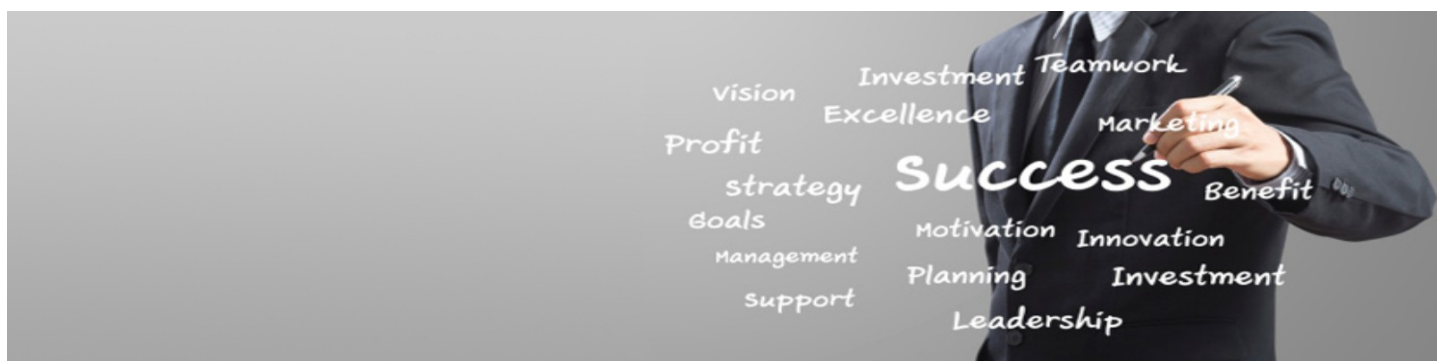 Teamwork
Investment
Vision
Excellence
Marketing
Profit
Success
strategy
Benefit
Goals
Motivation
Innovation
Management
Planning
Investment
support
Leadership